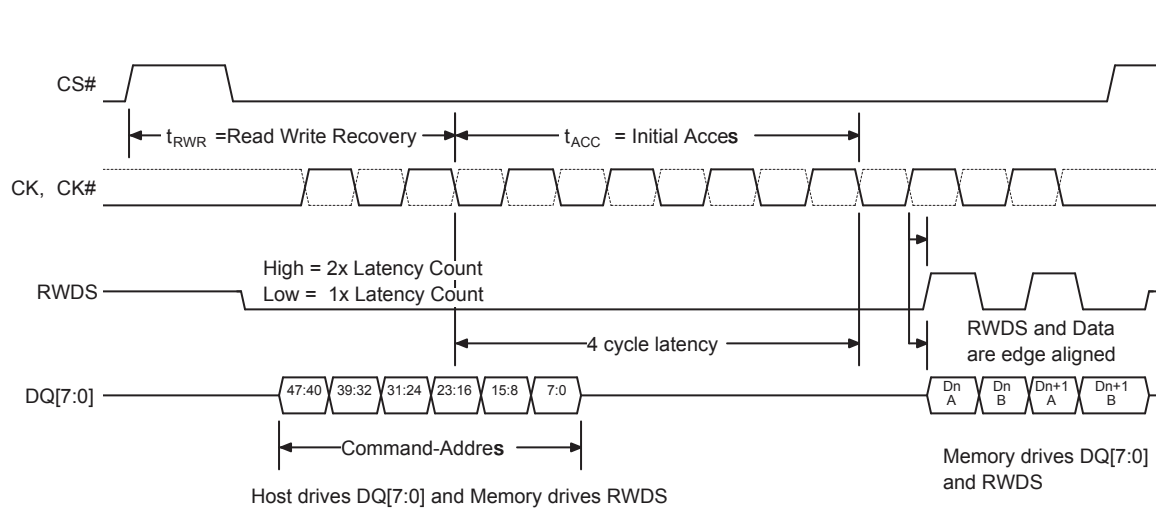 CS#
tRWR =Read Write Recovery
tACC = Initial Acces
CK, CK#
High = 2x Latency Count
Low = 1x Latency Count
RWDS
RWDS and Data
are edge aligned
4 cycle latency
DQ[7:0]
47:40 39:32 31:24 23:16 15:8 7:0
Dn A Dn B Dn+1 A Dn+1 B
Command-Addres
Memory drives DQ[7:0]
and RWDS
Host drives DQ[7:0] and Memory drives RWDS